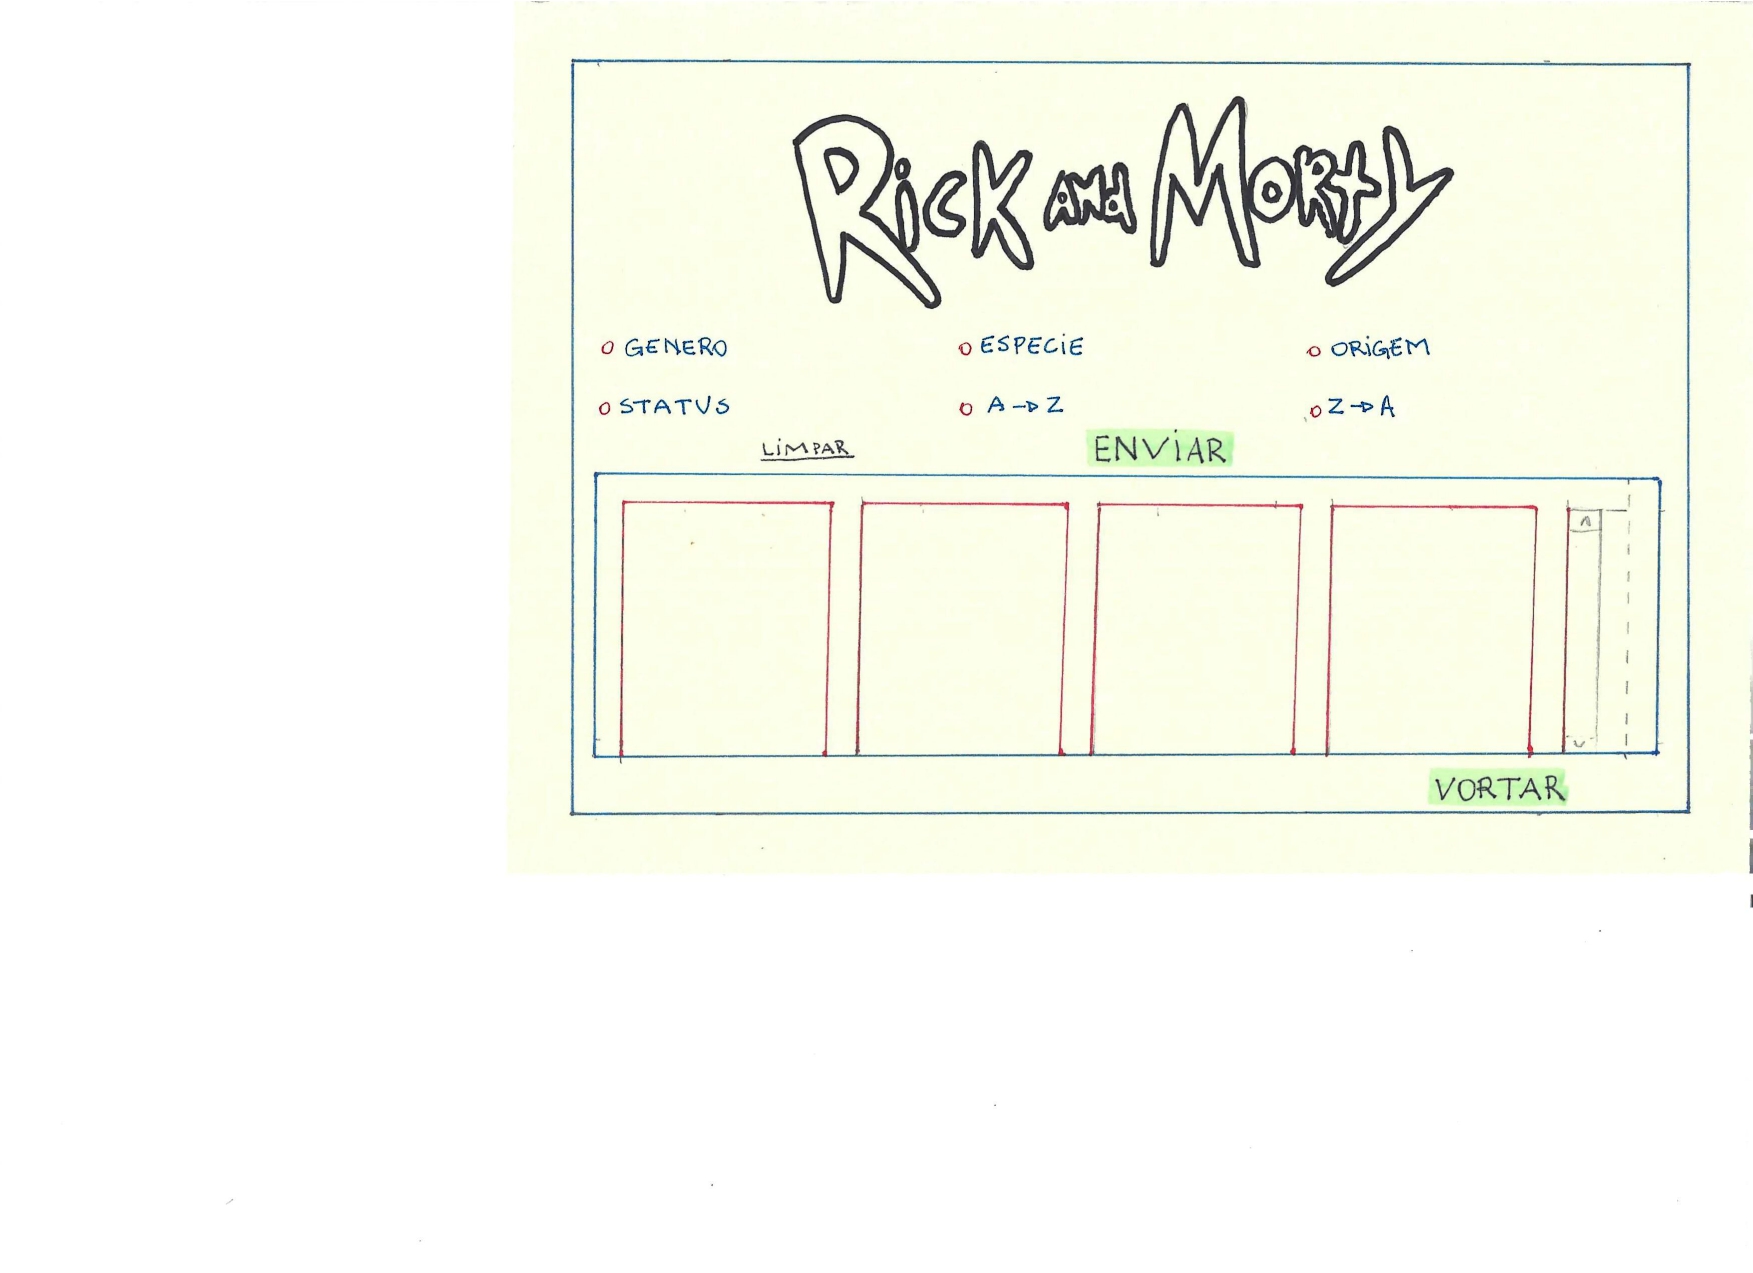 Rick and Morty
GENERO ESPECIE ORIGEM
STATUS A→Z Z→A
LIMPAR ENVIAR
VORTAR